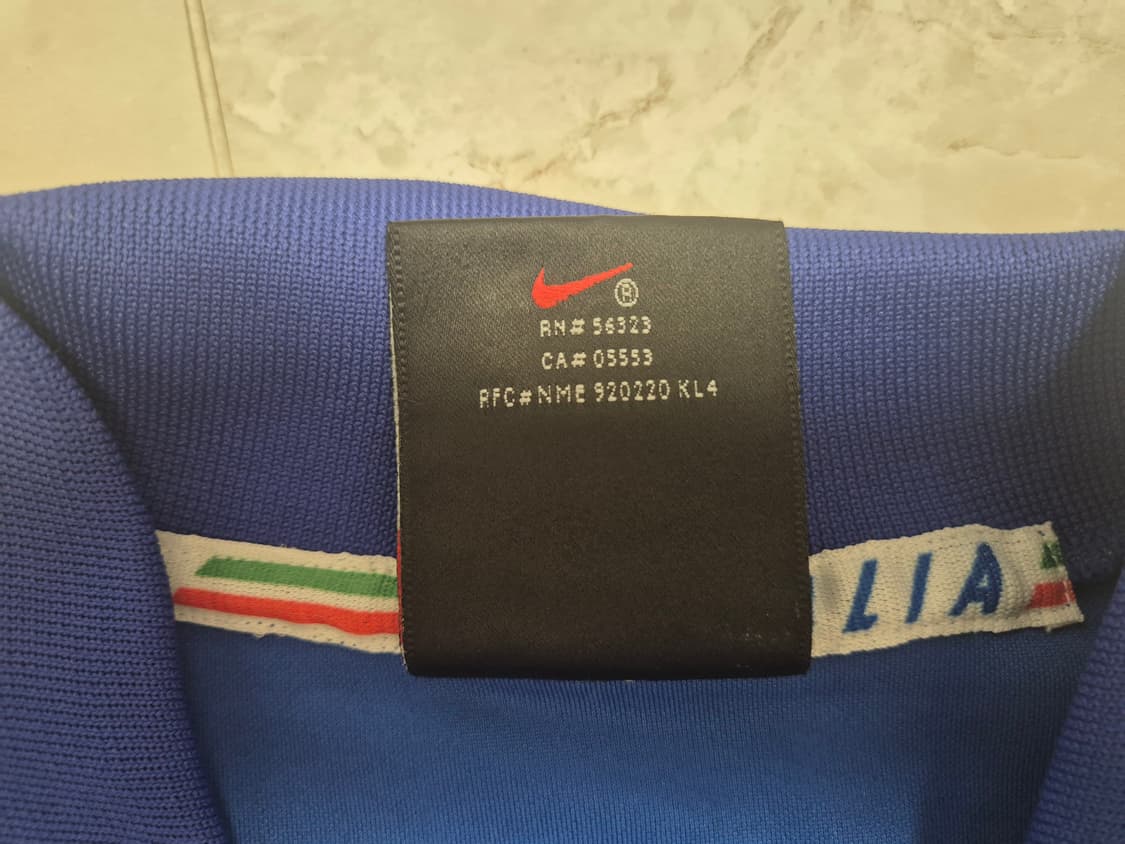 ®
RN# 56323
CA# 05553
RFC#NME 920220 KL4
LIA